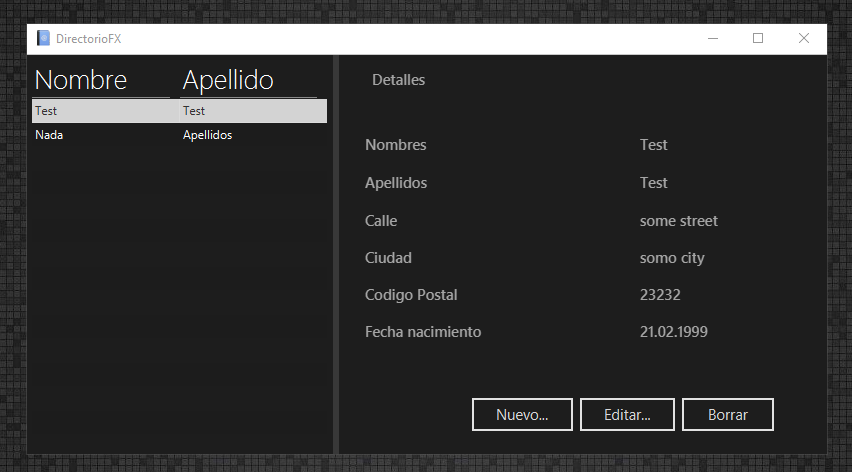 DirectorioFX
Nombre Apellido
Test Test
Nada Apellidos
Detalles
Nombres Test
Apellidos Test
Calle some street
Ciudad somo city
Codigo Postal 23232
Fecha nacimiento 21.02.1999
Nuevo... Editar... Borrar